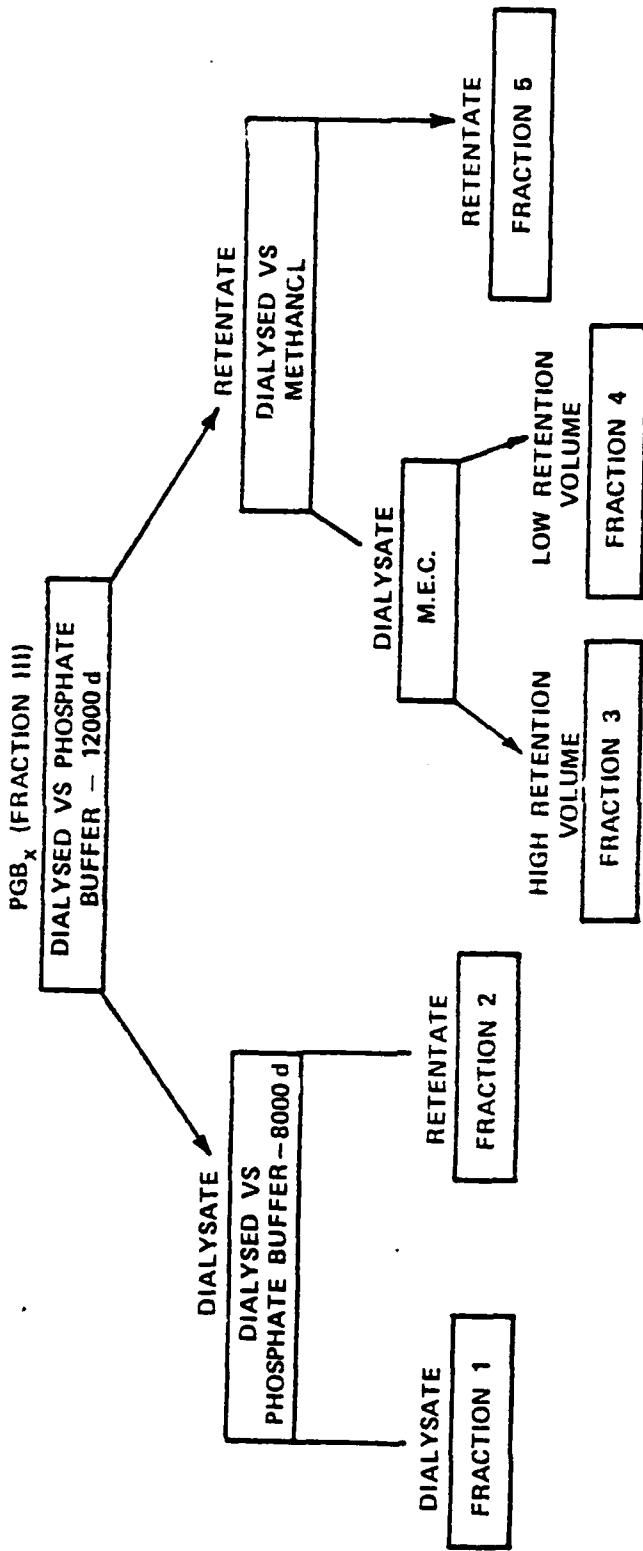 PGBx (FRACTION III)
DIALYSED VS PHOSPHATE
BUFFER – 12000 d
DIALYSATE
DIALYSED VS
PHOSPHATE BUFFER–8000 d
RETENTATE
DIALYSED VS
METHANOL
DIALYSATE
FRACTION 1
RETENTATE
FRACTION 2
DIALYSATE
M.E.C.
HIGH RETENTION
VOLUME
FRACTION 3
LOW RETENTION
VOLUME
FRACTION 4
RETENTATE
FRACTION 5